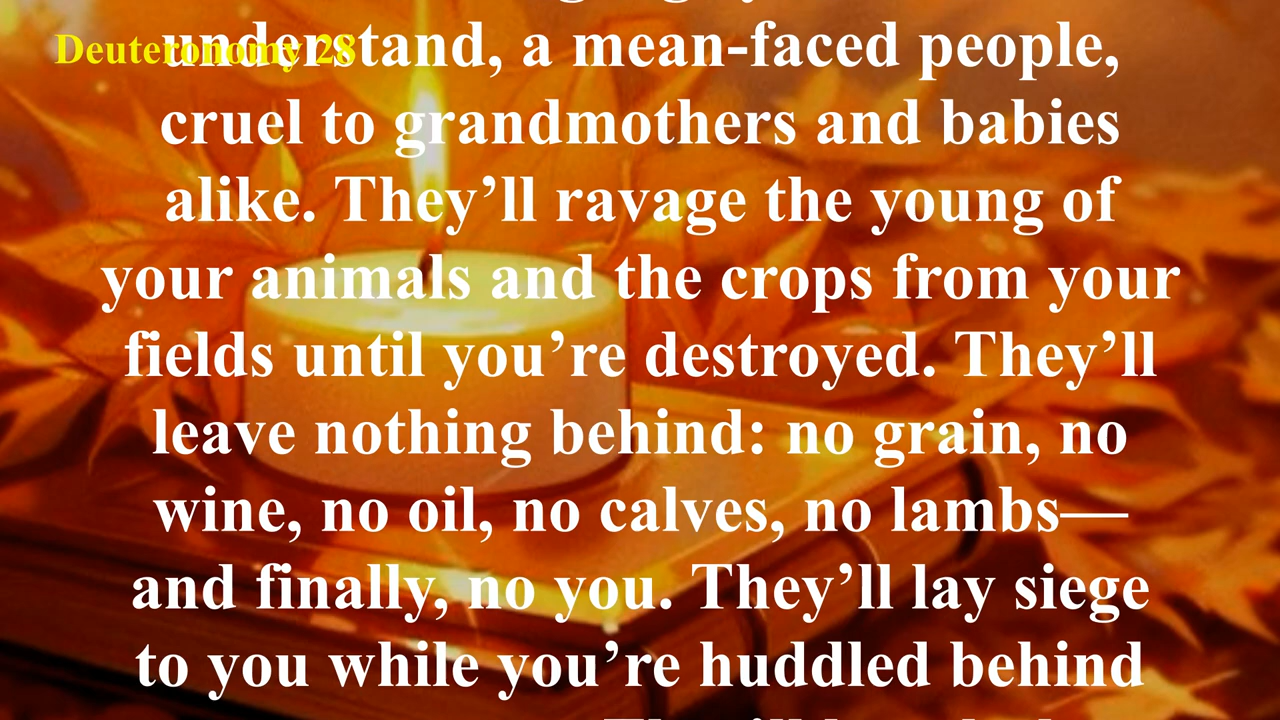 Deuteronomy 28
understand, a mean-faced people,
cruel to grandmothers and babies
alike. They’ll ravage the young of
your animals and the crops from your
fields until you’re destroyed. They’ll
leave nothing behind: no grain, no
wine, no oil, no calves, no lambs—
and finally, no you. They’ll lay siege
to you while you’re huddled behind